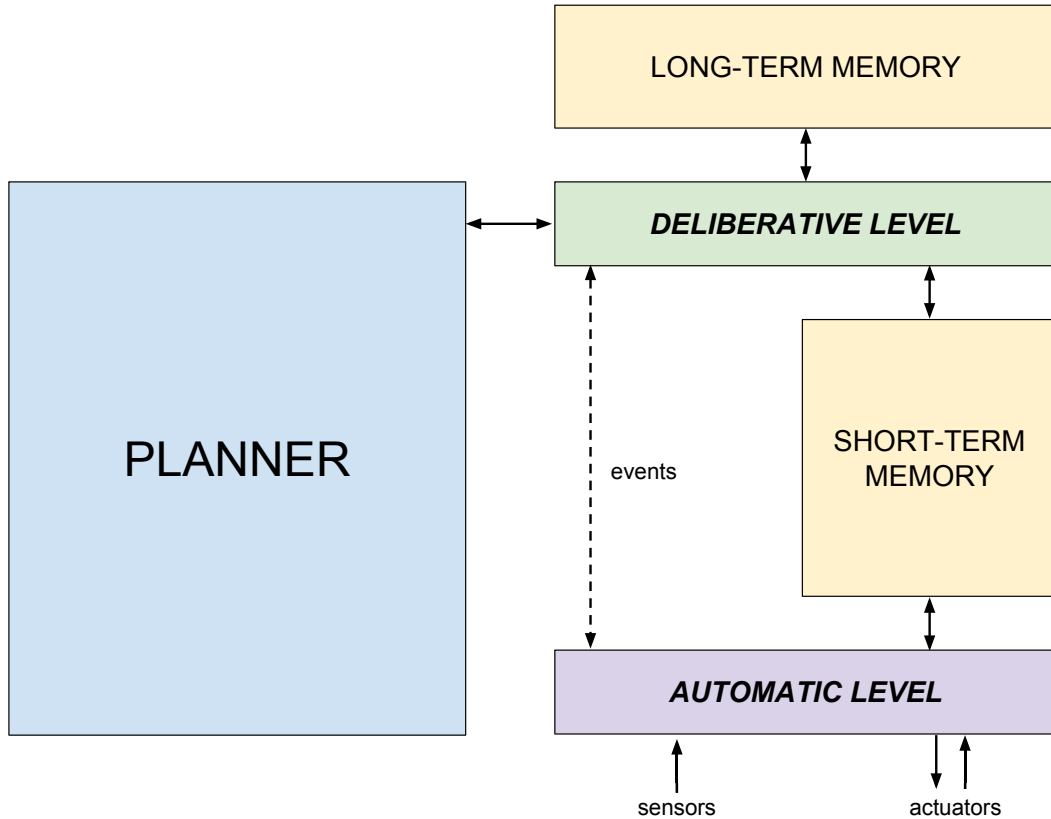 LONG-TERM MEMORY
DELIBERATIVE LEVEL
PLANNER
SHORT-TERM
MEMORY
events
AUTOMATIC LEVEL
sensors
actuators